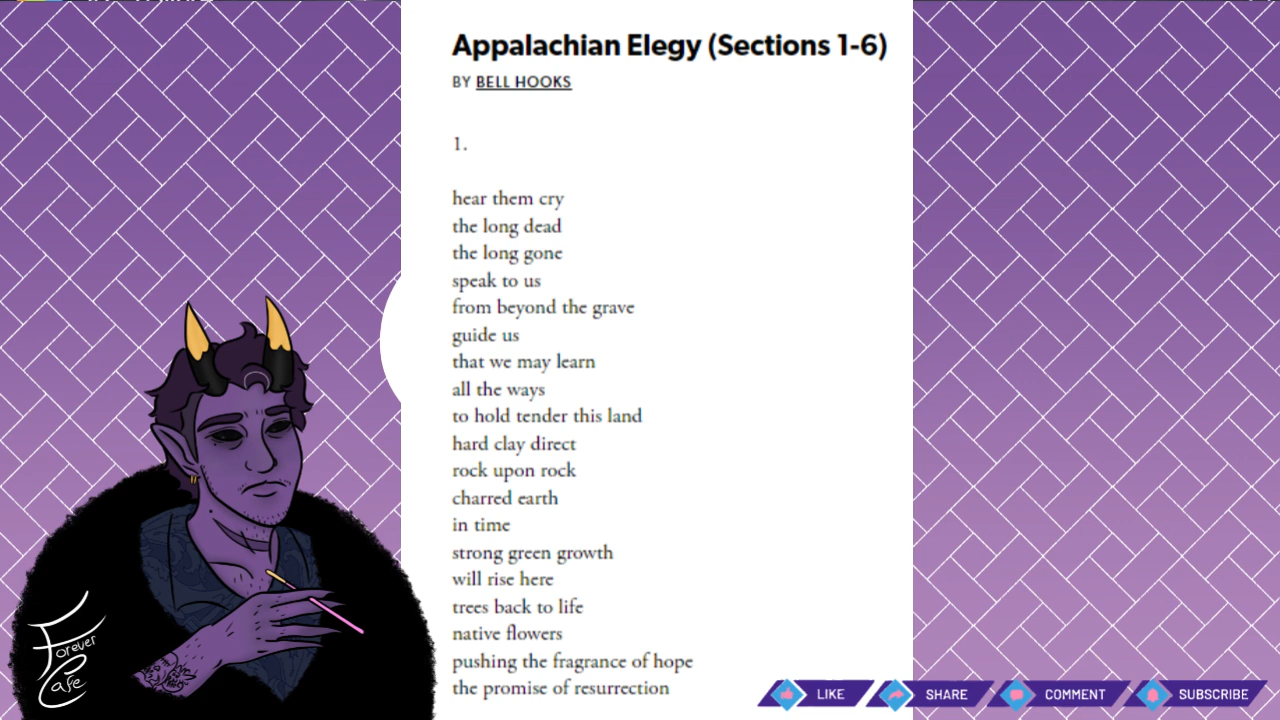 Appalachian Elegy (Sections 1-6)
BY BELL HOOKS
1.
hear them cry
the long dead
the long gone
speak to us
from beyond the grave
guide us
that we may learn
all the ways
to hold tender this land
hard clay direct
rock upon rock
charred earth
in time
strong green growth
will rise here
trees back to life
native flowers
pushing the fragrance of hope
the promise of resurrection
Forever
Cafe
LIKE
SHARE
COMMENT
SUBSCRIBE